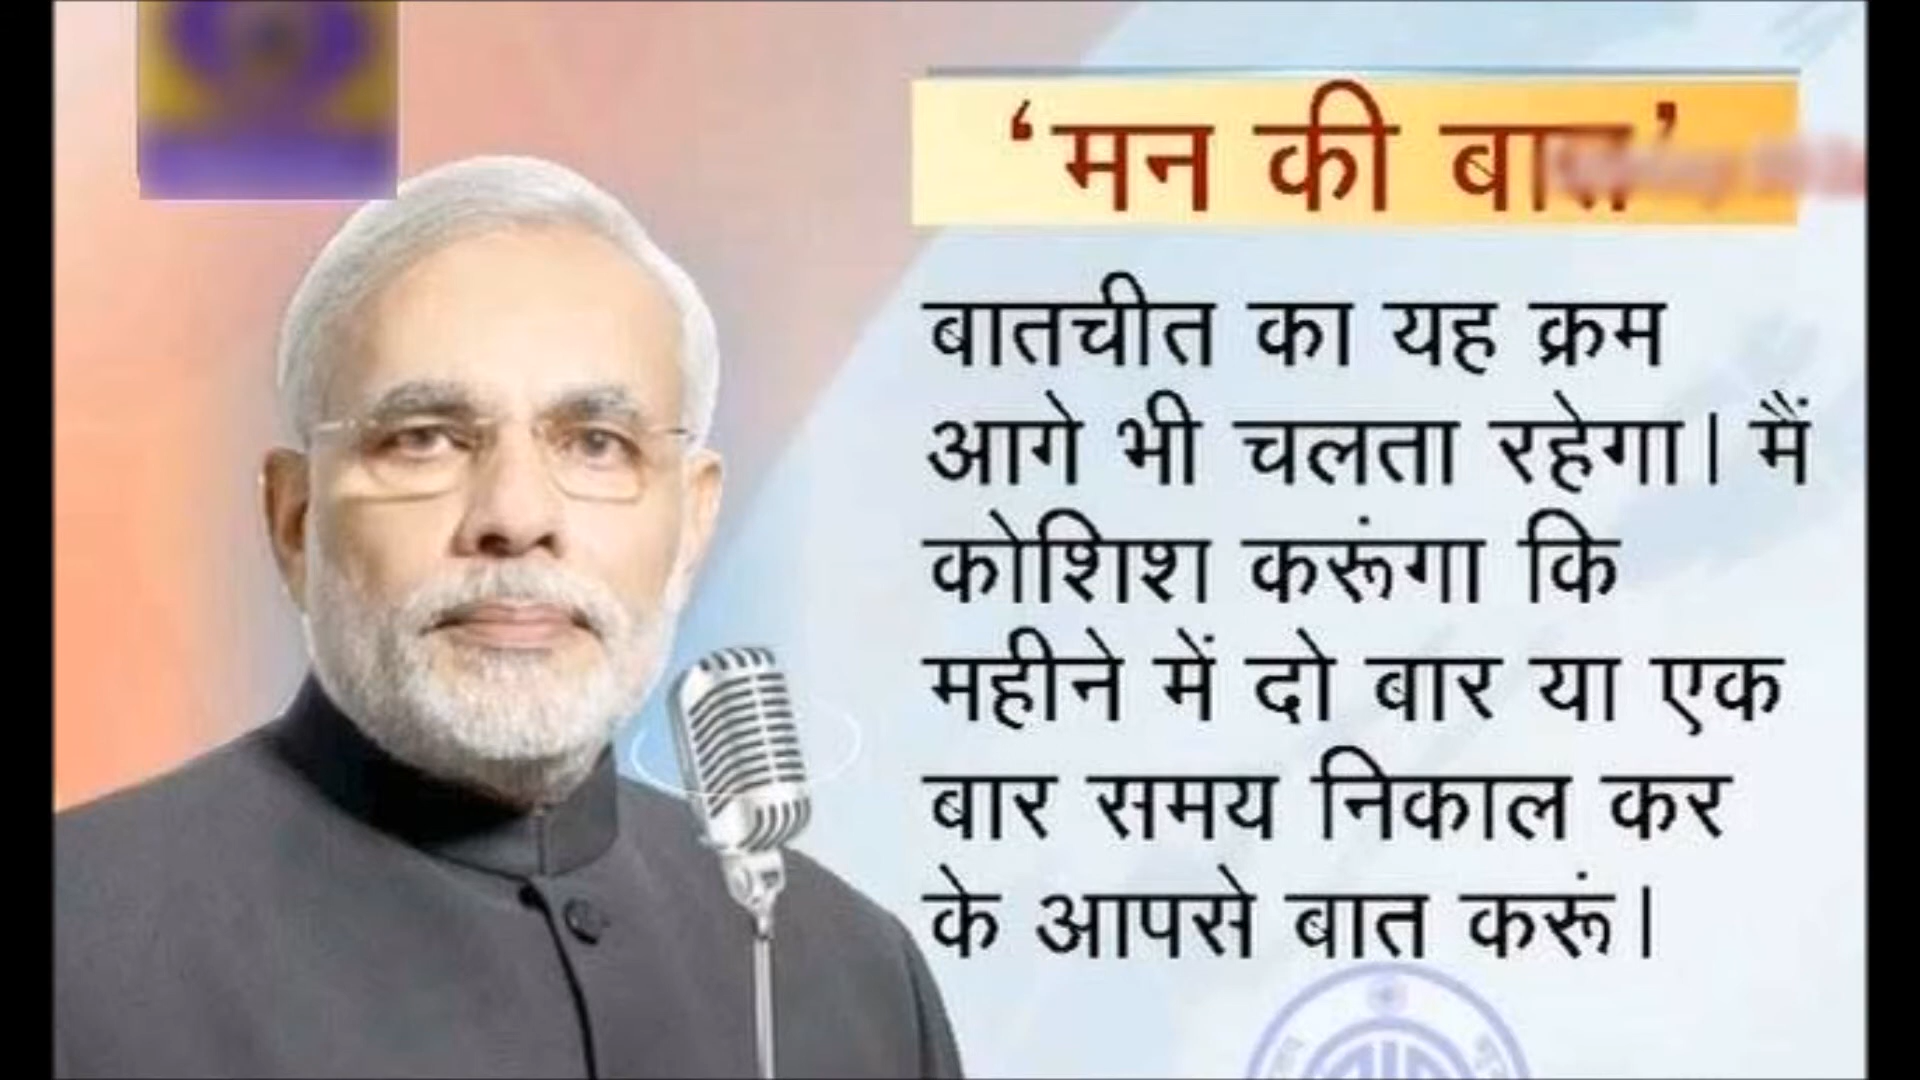 ‘मन की बात’
बातचीत का यह क्रम
आगे भी चलता रहेगा। मैं
कोशिश करूंगा कि
महीने में दो बार या एक
बार समय निकाल कर
के आपसे बात करूं।